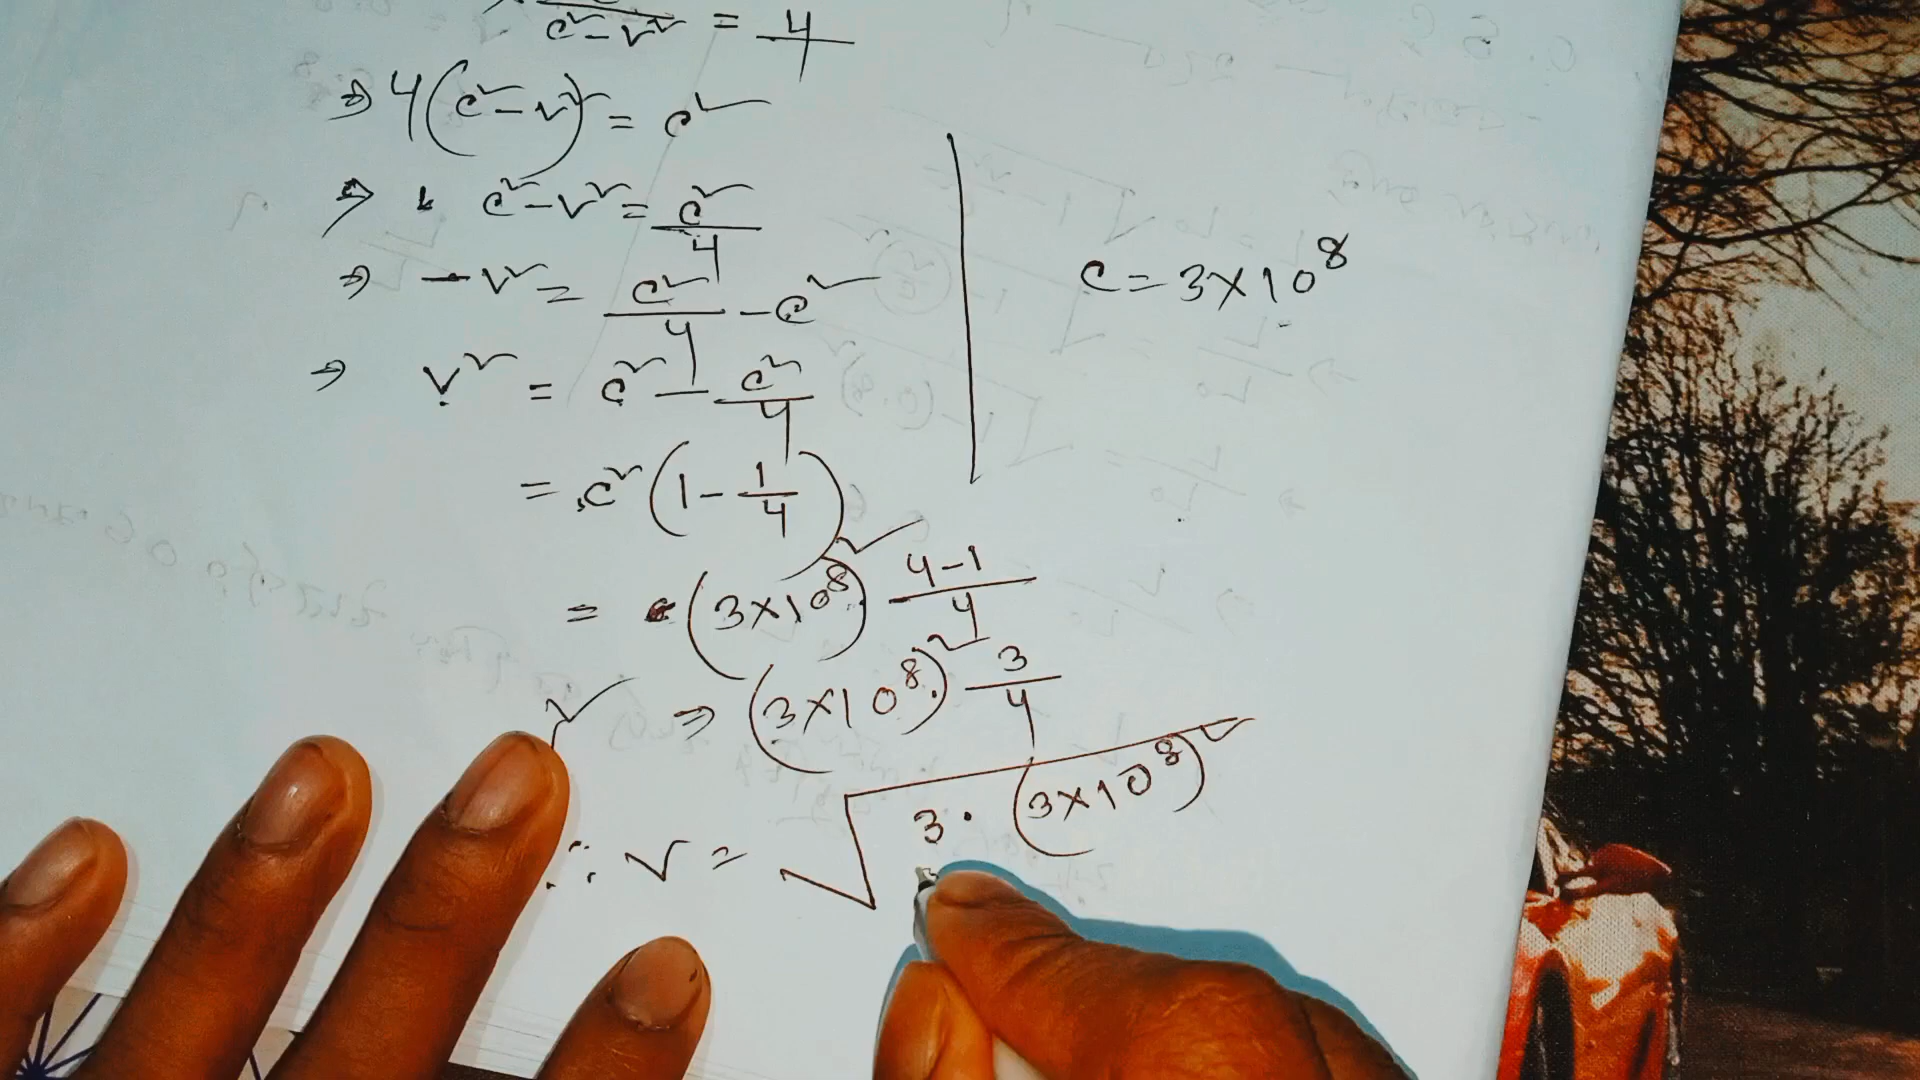 c² - v² = 4
⇒ 4(c² - v²) = c²
⇒ c² - v² = c²/4
⇒ -v² = c²/4 - c²
⇒ v² = c² - c²/4
= c²(1 - 1/4)
= (3×10⁸)² 4-1/4
⇒ (3×10⁸)² 3/4
∴ v = √3 · (3×10⁸)²
c = 3×10⁸